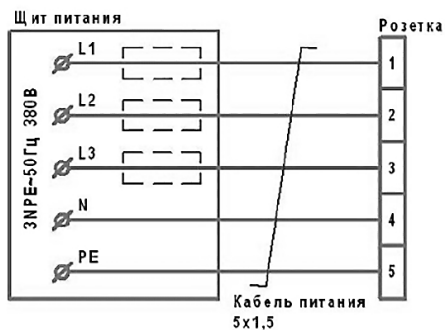 Щит питания
Розетка
3NPE~50Гц 380В
L1
1
L2
2
L3
3
N
4
PE
5
Кабель питания
5х1,5